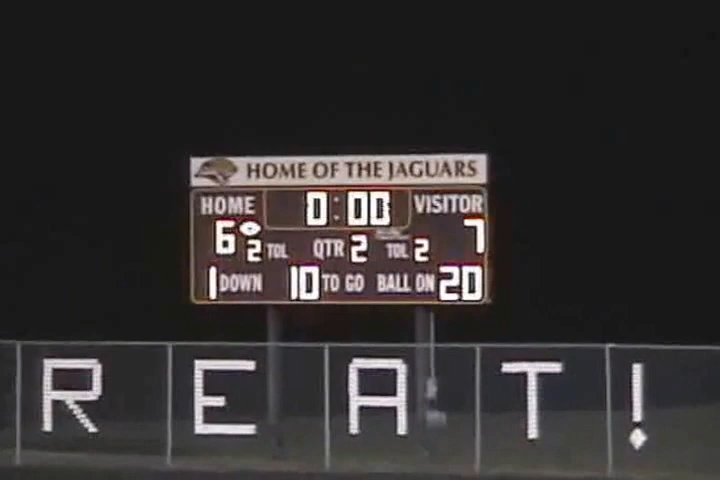 HOME OF THE JAGUARS
HOME 0:00 VISITOR
6 2 TOL QTR 2 TOL 2 7
1 DOWN 10 TO GO BALL ON 20
REAT!